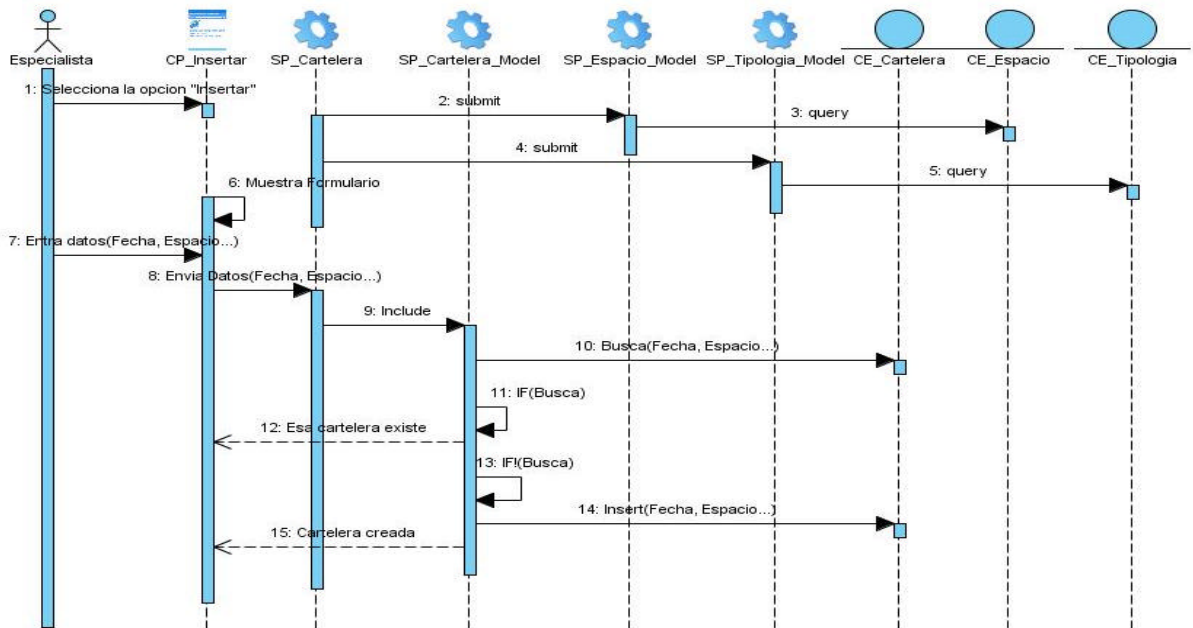 Especialista
CP_Insertar
SP_Cartelera
SP_Cartelera_Model
SP_Espacio_Model
SP_Tipologia_Model
CE_Cartelera
CE_Espacio
CE_Tipologia
1: Selecciona la opcion "Insertar"
2: submit
3: query
4: submit
5: query
6: Muestra Formulario
7: Entra datos(Fecha, Espacio...)
8: Envia Datos(Fecha, Espacio...)
9: Include
10: Busca(Fecha, Espacio...)
11: IF(Busca)
12: Esa cartelera existe
13: IF!(Busca)
14: Insert(Fecha, Espacio...)
15: Cartelera creada